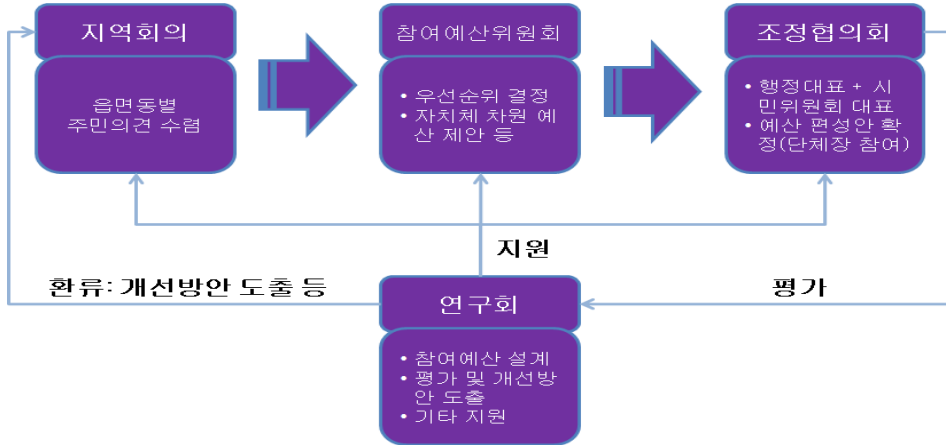 지역회의
읍면동별
주민의견 수렴
참여예산위원회
• 우선순위 결정
• 자치체 차원 예
산 제안 등
조정협의회
• 행정대표 + 시
민위원회 대표
• 예산 편성안 확
정(단체장 참여)
지원
환류: 개선방안 도출 등
평가
연구회
• 참여예산 설계
• 평가 및 개선방
안 도출
• 기타 지원